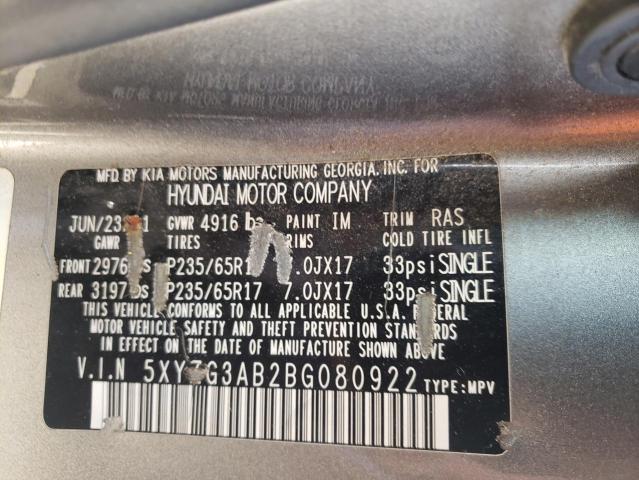 MFD. BY KIA MOTORS MANUFACTURING GEORGIA. INC. FOR
HYUNDAI MOTOR COMPANY
GVWR 4916 PAINT IM TRIM RAS
GAWR TIRES COLD TIRE INFL
FRONT P235/65R17 7.0JX17 33psi SINGLE
REAR P235/65R17 7.0JX17 33psi SINGLE
THIS VEHICLE CONFORMS TO ALL APPLICABLE U.S.A. FEDERAL
MOTOR VEHICLE SAFETY AND THEFT PREVENTION STANDARDS
IN EFFECT ON THE DATE OF MANUFACTURE SHOWN ABOVE.
V.I.N TYPE:MPV